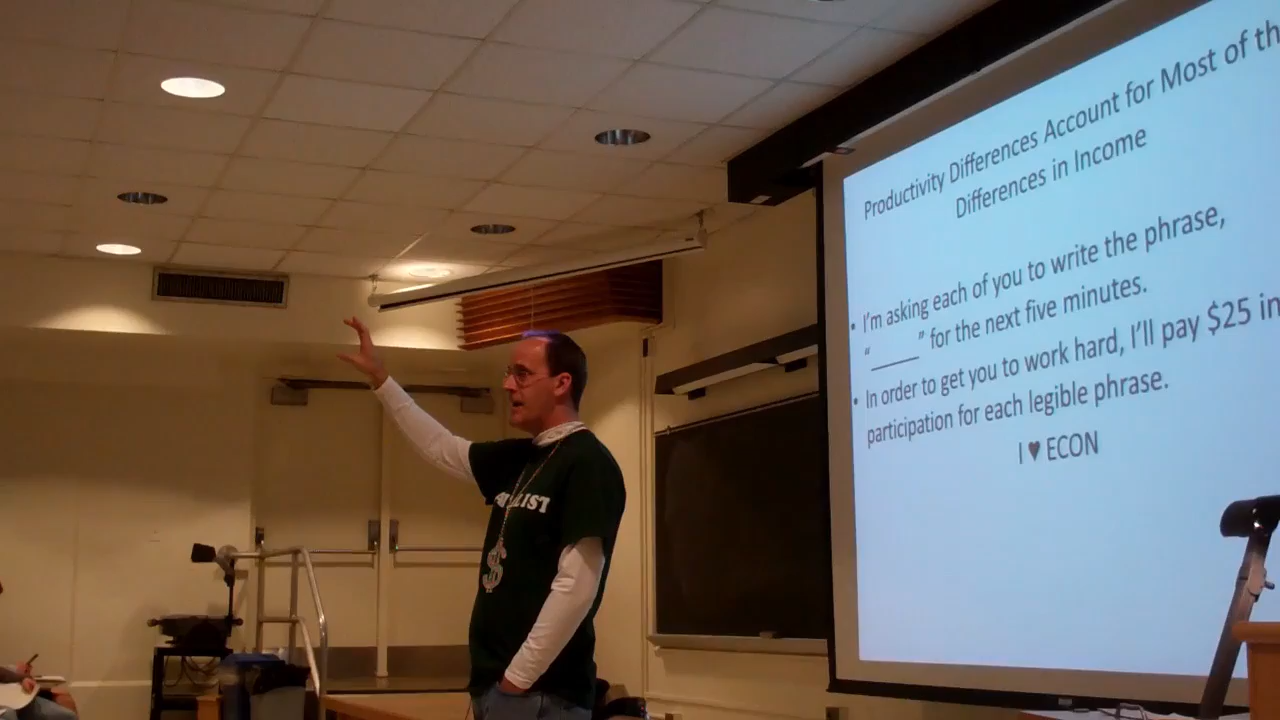 Productivity Differences Account for Most of
Differences in Income
• I'm asking each of you to write the phrase,
"_____" for the next five minutes.
• In order to get you to work hard, I'll pay $25 in
participation for each legible phrase.
I ♥ ECON
$